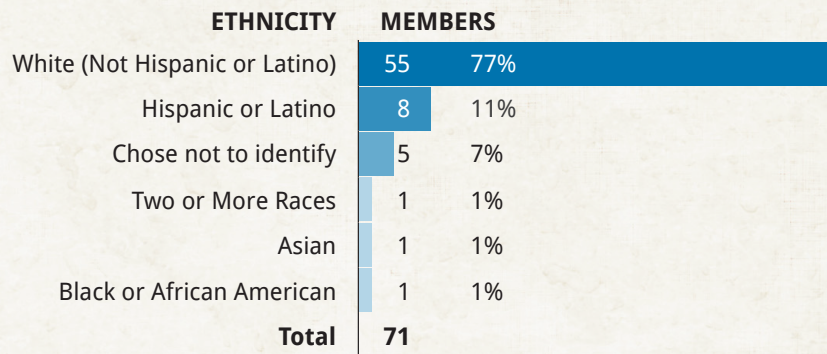 ETHNICITY MEMBERS
White (Not Hispanic or Latino) 55 77%
Hispanic or Latino 8 11%
Chose not to identify 5 7%
Two or More Races 1 1%
Asian 1 1%
Black or African American 1 1%
Total 71